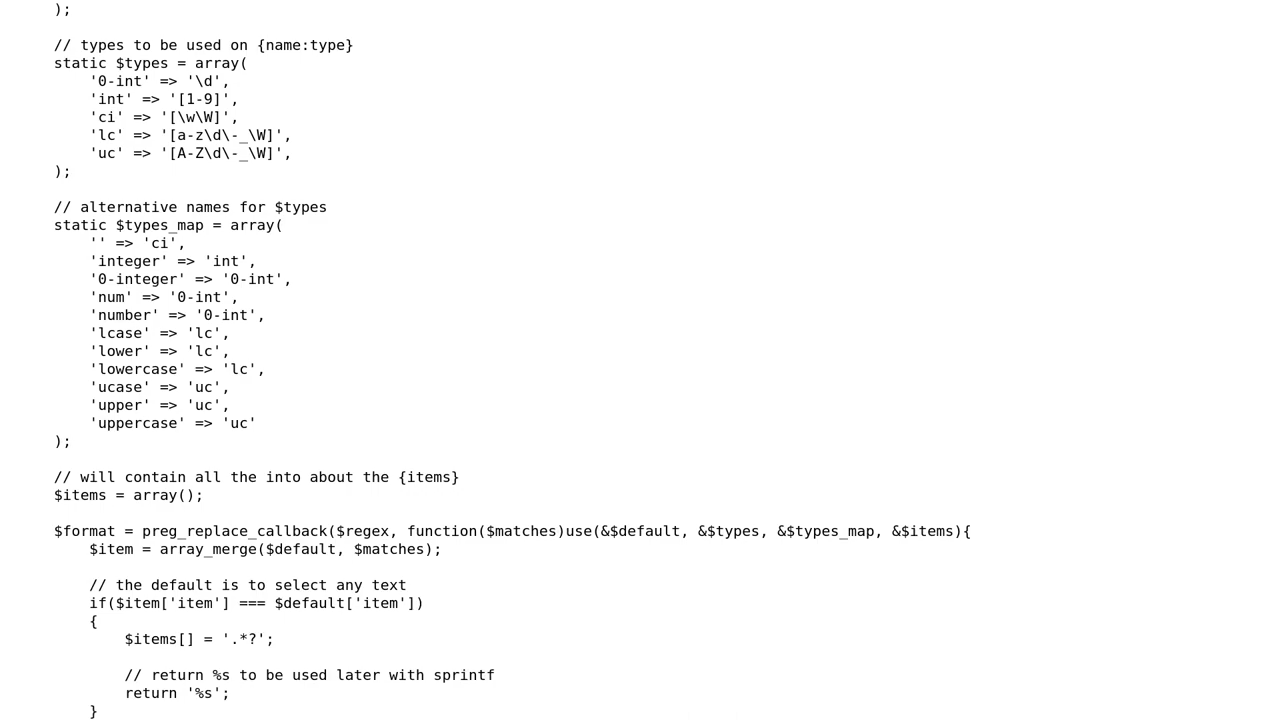 );

// types to be used on {name:type}
static $types = array(
    '0-int' => '\d',
    'int' => '[1-9]',
    'ci' => '[\w\W]',
    'lc' => '[a-z\d\-_\W]',
    'uc' => '[A-Z\d\-_\W]',
);

// alternative names for $types
static $types_map = array(
    '' => 'ci',
    'integer' => 'int',
    '0-integer' => '0-int',
    'num' => '0-int',
    'number' => '0-int',
    'lcase' => 'lc',
    'lower' => 'lc',
    'lowercase' => 'lc',
    'ucase' => 'uc',
    'upper' => 'uc',
    'uppercase' => 'uc'
);

// will contain all the into about the {items}
$items = array();

$format = preg_replace_callback($regex, function($matches)use(&$$default, &$$types, &$$types_map, &$$items){
    $item = array_merge($default, $matches);

    // the default is to select any text
    if($item['item'] === $default['item'])
    {
        $items[] = '.*?';

        // return %s to be used later with sprintf
        return '%s';
    }